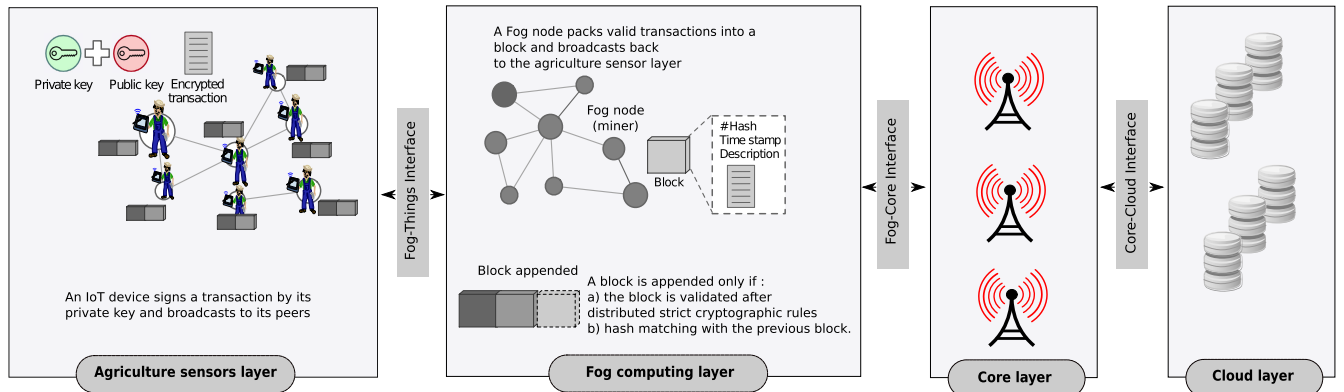 Private key
Public key
Encrypted
transaction
An IoT device signs a transaction by its
private key and broadcasts to its peers
Agriculture sensors layer
Fog-Things Interface
A Fog node packs valid transactions into a
block and broadcasts back
to the agriculture sensor layer
Fog node
(miner)
Block
#Hash
Time stamp
Description
Block appended
A block is appended only if :
a) the block is validated after
distributed strict cryptographic rules
b) hash matching with the previous block.
Fog computing layer
Fog-Core Interface
Core layer
Core-Cloud Interface
Cloud layer